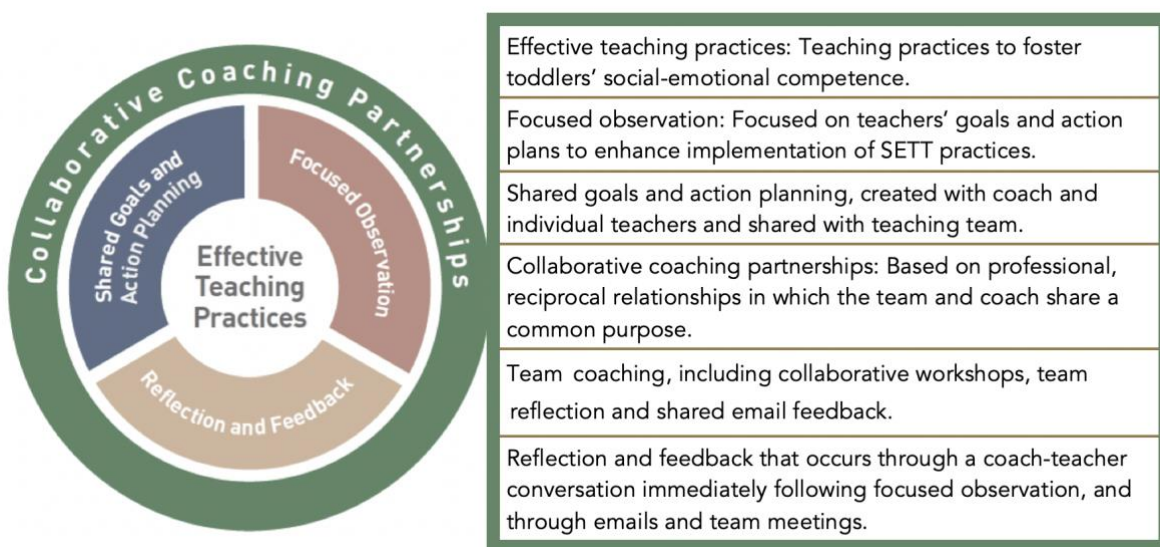 Collaborative Coaching Partnerships
Shared Goals and
Action Planning
Focused Observation
Effective
Teaching
Practices
Reflection and Feedback
Effective teaching practices: Teaching practices to foster
toddlers’ social-emotional competence.
Focused observation: Focused on teachers’ goals and action
plans to enhance implementation of SETT practices.
Shared goals and action planning, created with coach and
individual teachers and shared with teaching team.
Collaborative coaching partnerships: Based on professional,
reciprocal relationships in which the team and coach share a
common purpose.
Team coaching, including collaborative workshops, team
reflection and shared email feedback.
Reflection and feedback that occurs through a coach-teacher
conversation immediately following focused observation, and
through emails and team meetings.